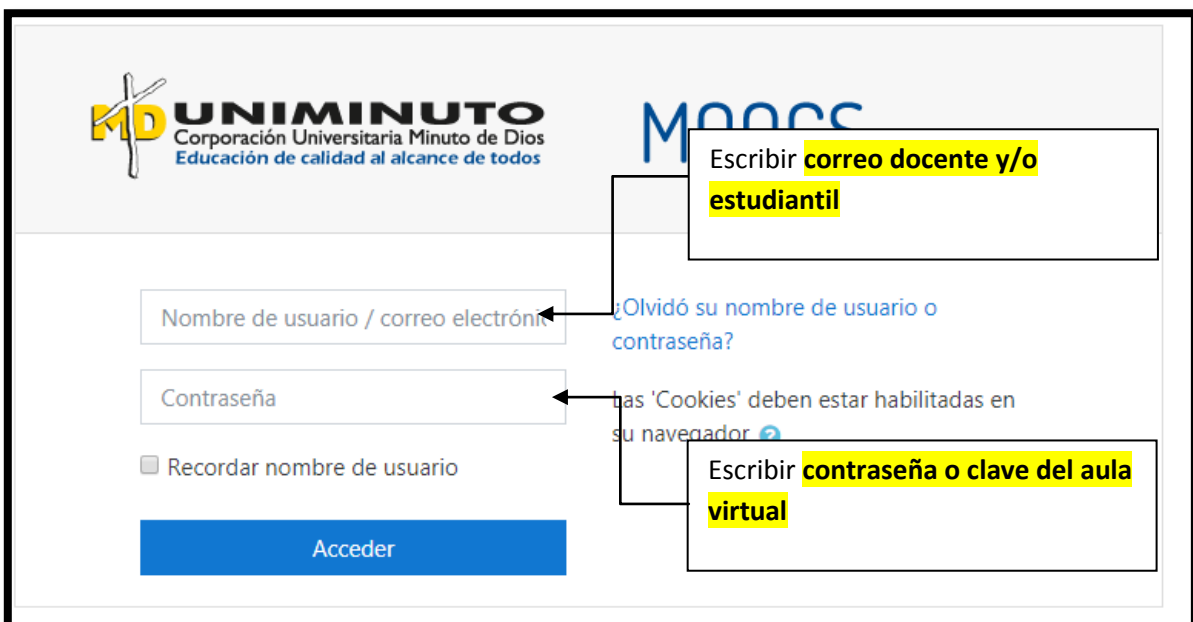 MD UNIMINUTO
Corporación Universitaria Minuto de Dios
Educación de calidad al alcance de todos
Escribir correo docente y/o
estudiantil
Nombre de usuario / correo electrónic
¿Olvidó su nombre de usuario o
contraseña?
Contraseña
Las 'Cookies' deben estar habilitadas en
su navegador
Recordar nombre de usuario
Escribir contraseña o clave del aula
virtual
Acceder